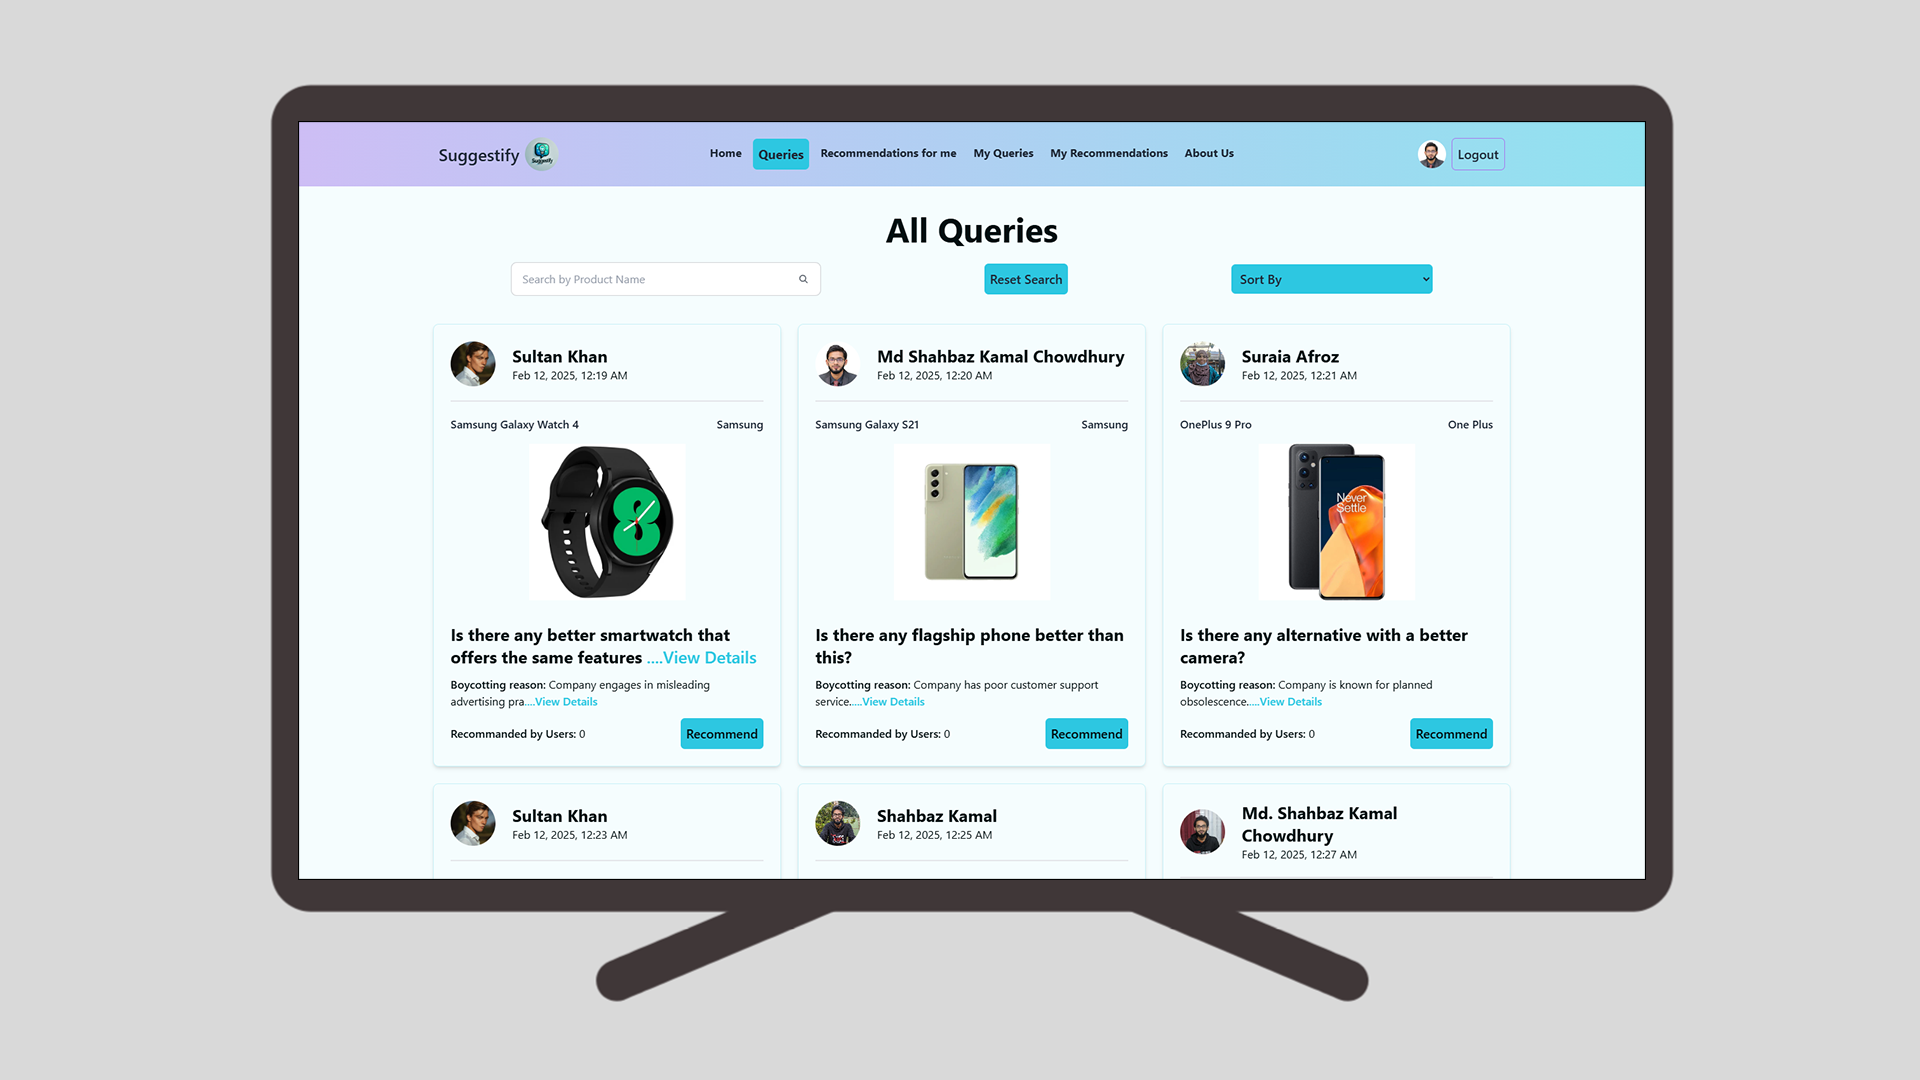 Suggestify
Suggestify
Home Queries Recommendations for me My Queries My Recommendations About Us
Logout
All Queries
Search by Product Name
Reset Search
Sort By
Sultan Khan
Feb 12, 2025, 12:19 AM
Samsung Galaxy Watch 4 Samsung
Is there any better smartwatch that
offers the same features ....View Details
Boycotting reason: Company engages in misleading
advertising pra....View Details
Recommanded by Users: 0
Recommend
Md Shahbaz Kamal Chowdhury
Feb 12, 2025, 12:20 AM
Samsung Galaxy S21 Samsung
Is there any flagship phone better than
this?
Boycotting reason: Company has poor customer support
service.....View Details
Recommanded by Users: 0
Recommend
Suraia Afroz
Feb 12, 2025, 12:21 AM
OnePlus 9 Pro One Plus
Never
Settle
Is there any alternative with a better
camera?
Boycotting reason: Company is known for planned
obsolescence.....View Details
Recommanded by Users: 0
Recommend
Sultan Khan
Feb 12, 2025, 12:23 AM
Shahbaz Kamal
Feb 12, 2025, 12:25 AM
Md. Shahbaz Kamal
Chowdhury
Feb 12, 2025, 12:27 AM